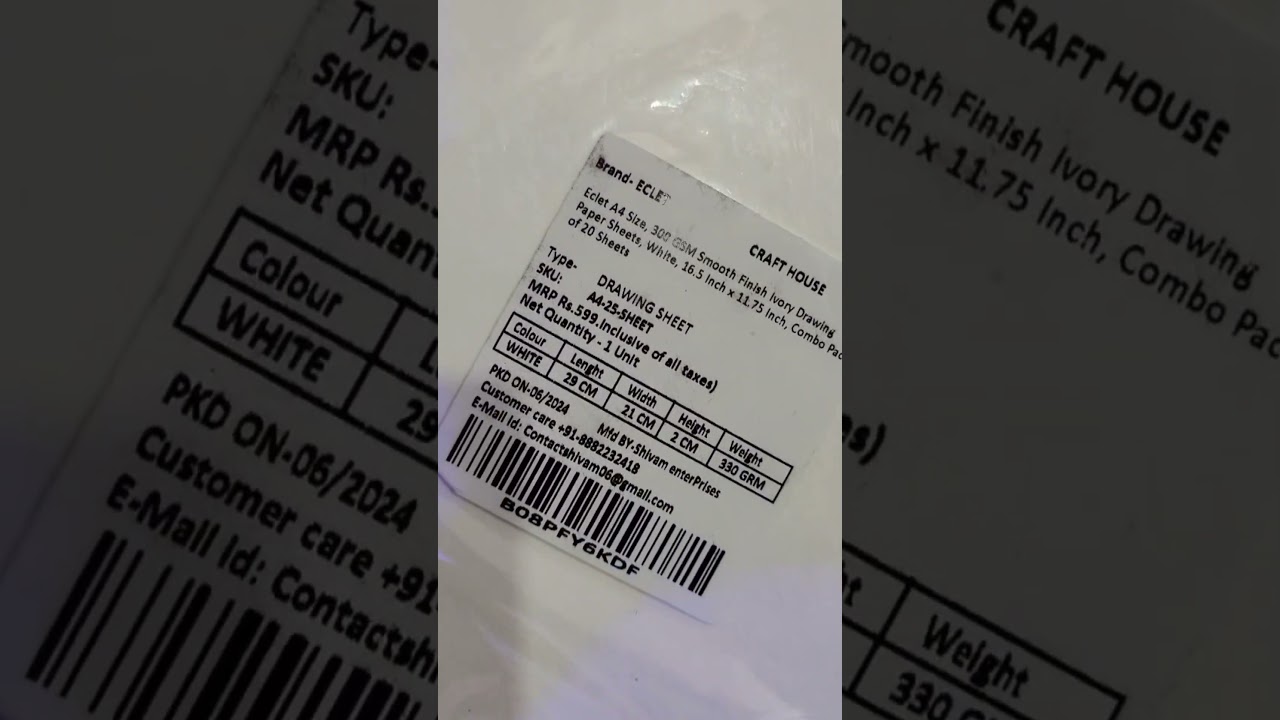 Brand- ECLET
CRAFT HOUSE
Eclet A4 Size, 300 GSM Smooth Finish Ivory Drawing
Paper Sheets, White, 16.5 Inch x 11.75 Inch, Combo Pac
of 20 Sheets
Type- DRAWING SHEET
SKU: A4-25-SHEET
MRP Rs.599.Inclusive of all taxes)
Net Quantity - 1 Unit
Colour Lenght Width Height Weight
WHITE 29 CM 21 CM 2 CM 330 GRM
PKD ON-06/2024 Mfd BY-Shivam enterPrises
Customer care +91-8882232418
E-Mail Id: Contactshivam06@gmail.com
B08PFY6KDF